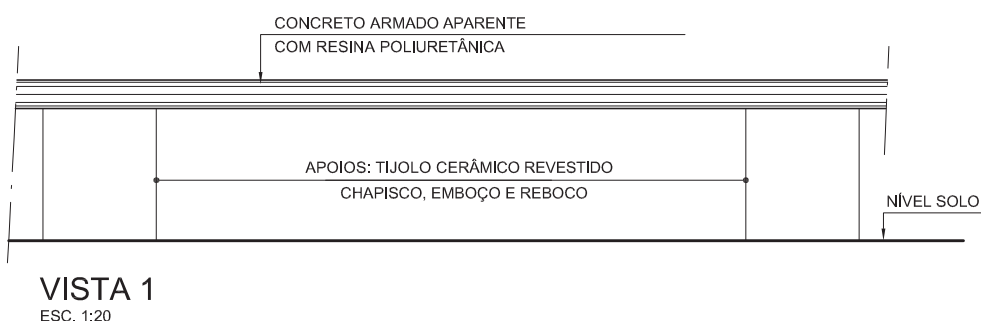 CONCRETO ARMADO APARENTE
COM RESINA POLIURETÂNICA
APOIOS: TIJOLO CERÂMICO REVESTIDO
CHAPISCO, EMBOÇO E REBOCO
NÍVEL SOLO
VISTA 1
ESC. 1:20